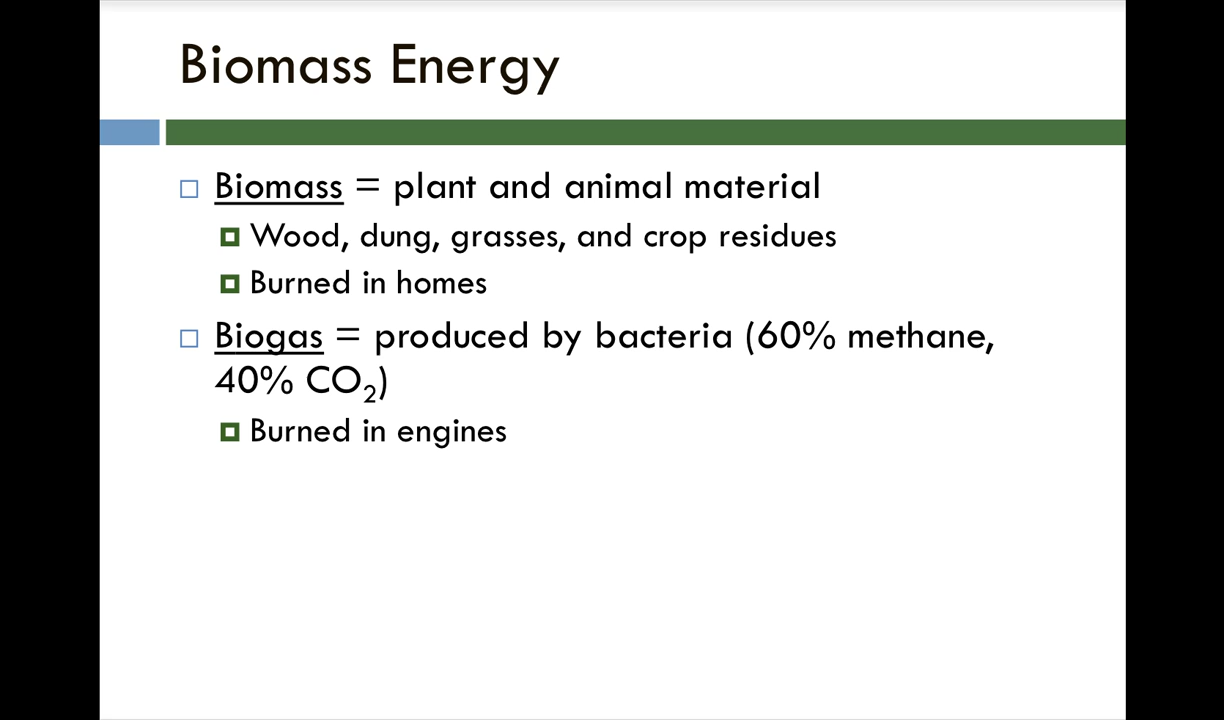 Biomass Energy
Biomass = plant and animal material
Wood, dung, grasses, and crop residues
Burned in homes
Biogas = produced by bacteria (60% methane,
40% CO₂)
Burned in engines